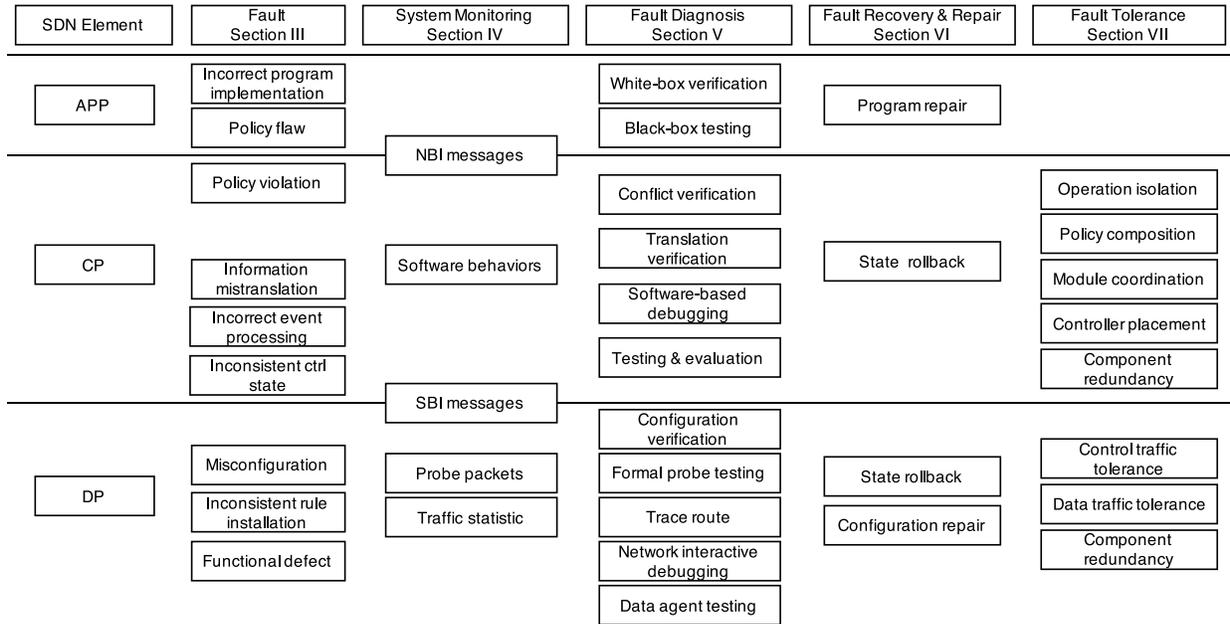 SDN Element
Fault
Section III
System Monitoring
Section IV
Fault Diagnosis
Section V
Fault Recovery & Repair
Section VI
Fault Tolerance
Section VII
APP
Incorrect program
implementation
Policy flaw
White-box verification
Black-box testing
Program repair
NBI messages
CP
Policy violation
Information
mistranslation
Incorrect event
processing
Inconsistent ctrl
state
Software behaviors
Conflict verification
Translation
verification
Software-based
debugging
Testing & evaluation
State rollback
Operation isolation
Policy composition
Module coordination
Controller placement
Component
redundancy
SBI messages
DP
Misconfiguration
Inconsistent rule
installation
Functional defect
Probe packets
Traffic statistic
Configuration
verification
Formal probe testing
Trace route
Network interactive
debugging
Data agent testing
State rollback
Configuration repair
Control traffic
tolerance
Data traffic tolerance
Component
redundancy